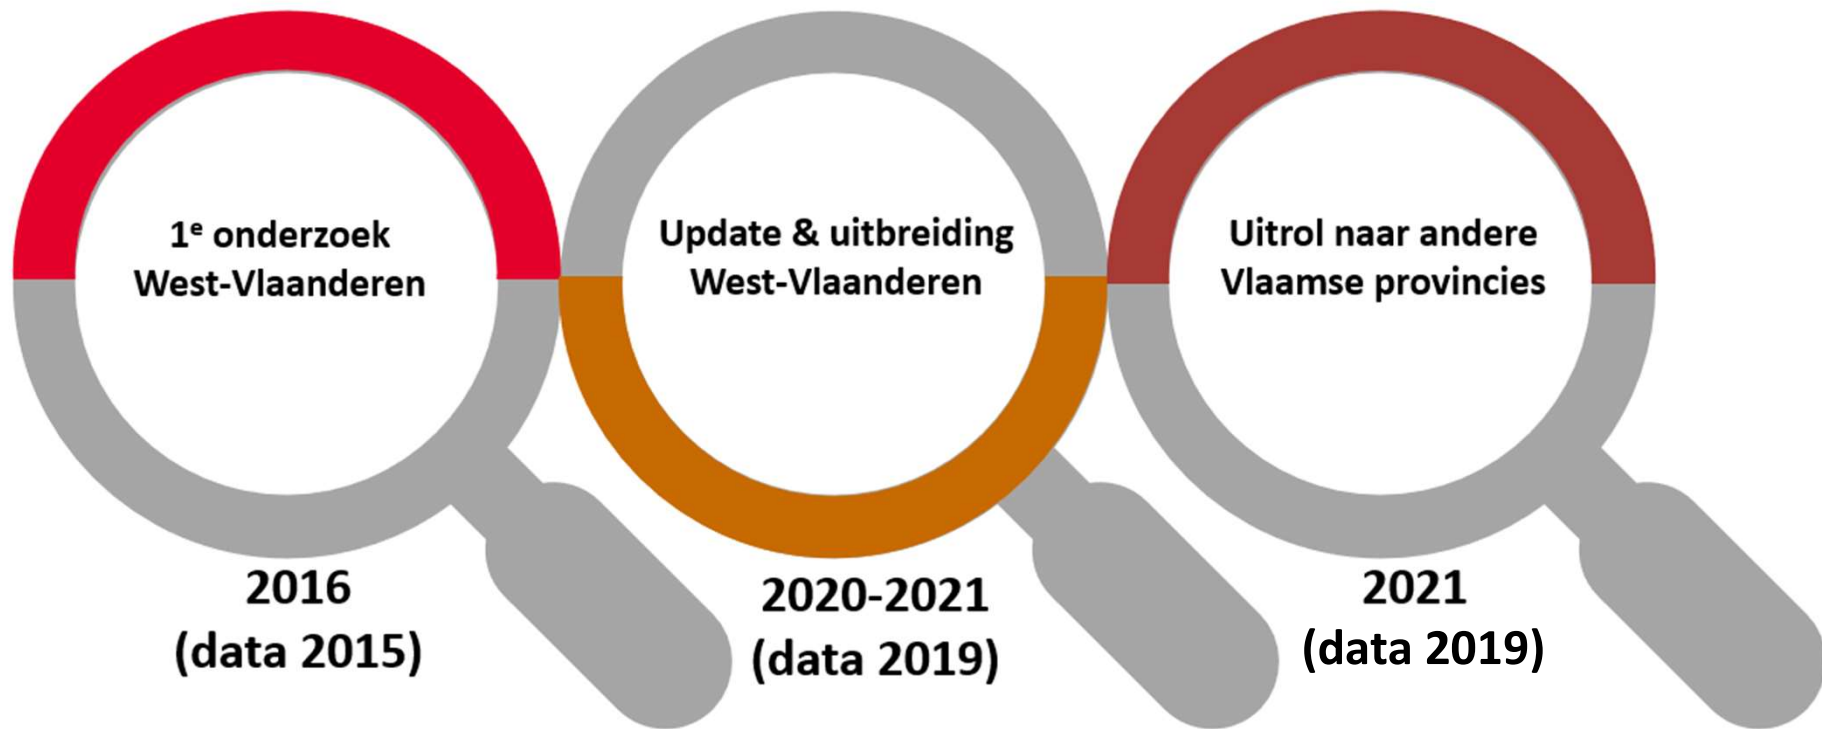 1e onderzoek
West-Vlaanderen
2016
(data 2015)
Update & uitbreiding
West-Vlaanderen
2020-2021
(data 2019)
Uitrol naar andere
Vlaamse provincies
2021
(data 2019)